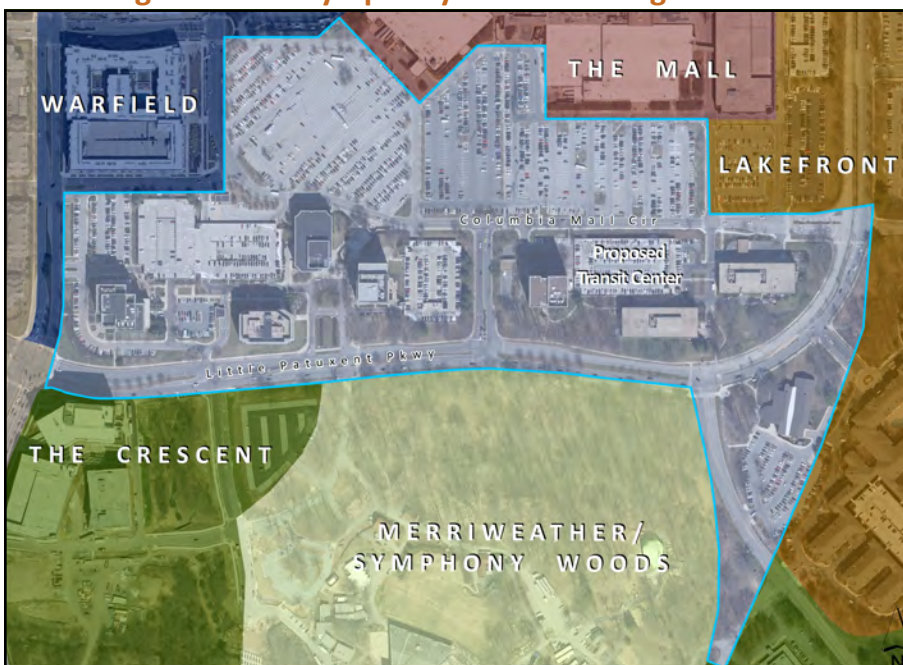 THE MALL
WARFIELD
LAKEFRONT
Columbia Mall Cir
Proposed
Transit Center
Little Patuxent Pkwy
THE CRESCENT
MERRIWEATHER/
SYMPHONY WOODS